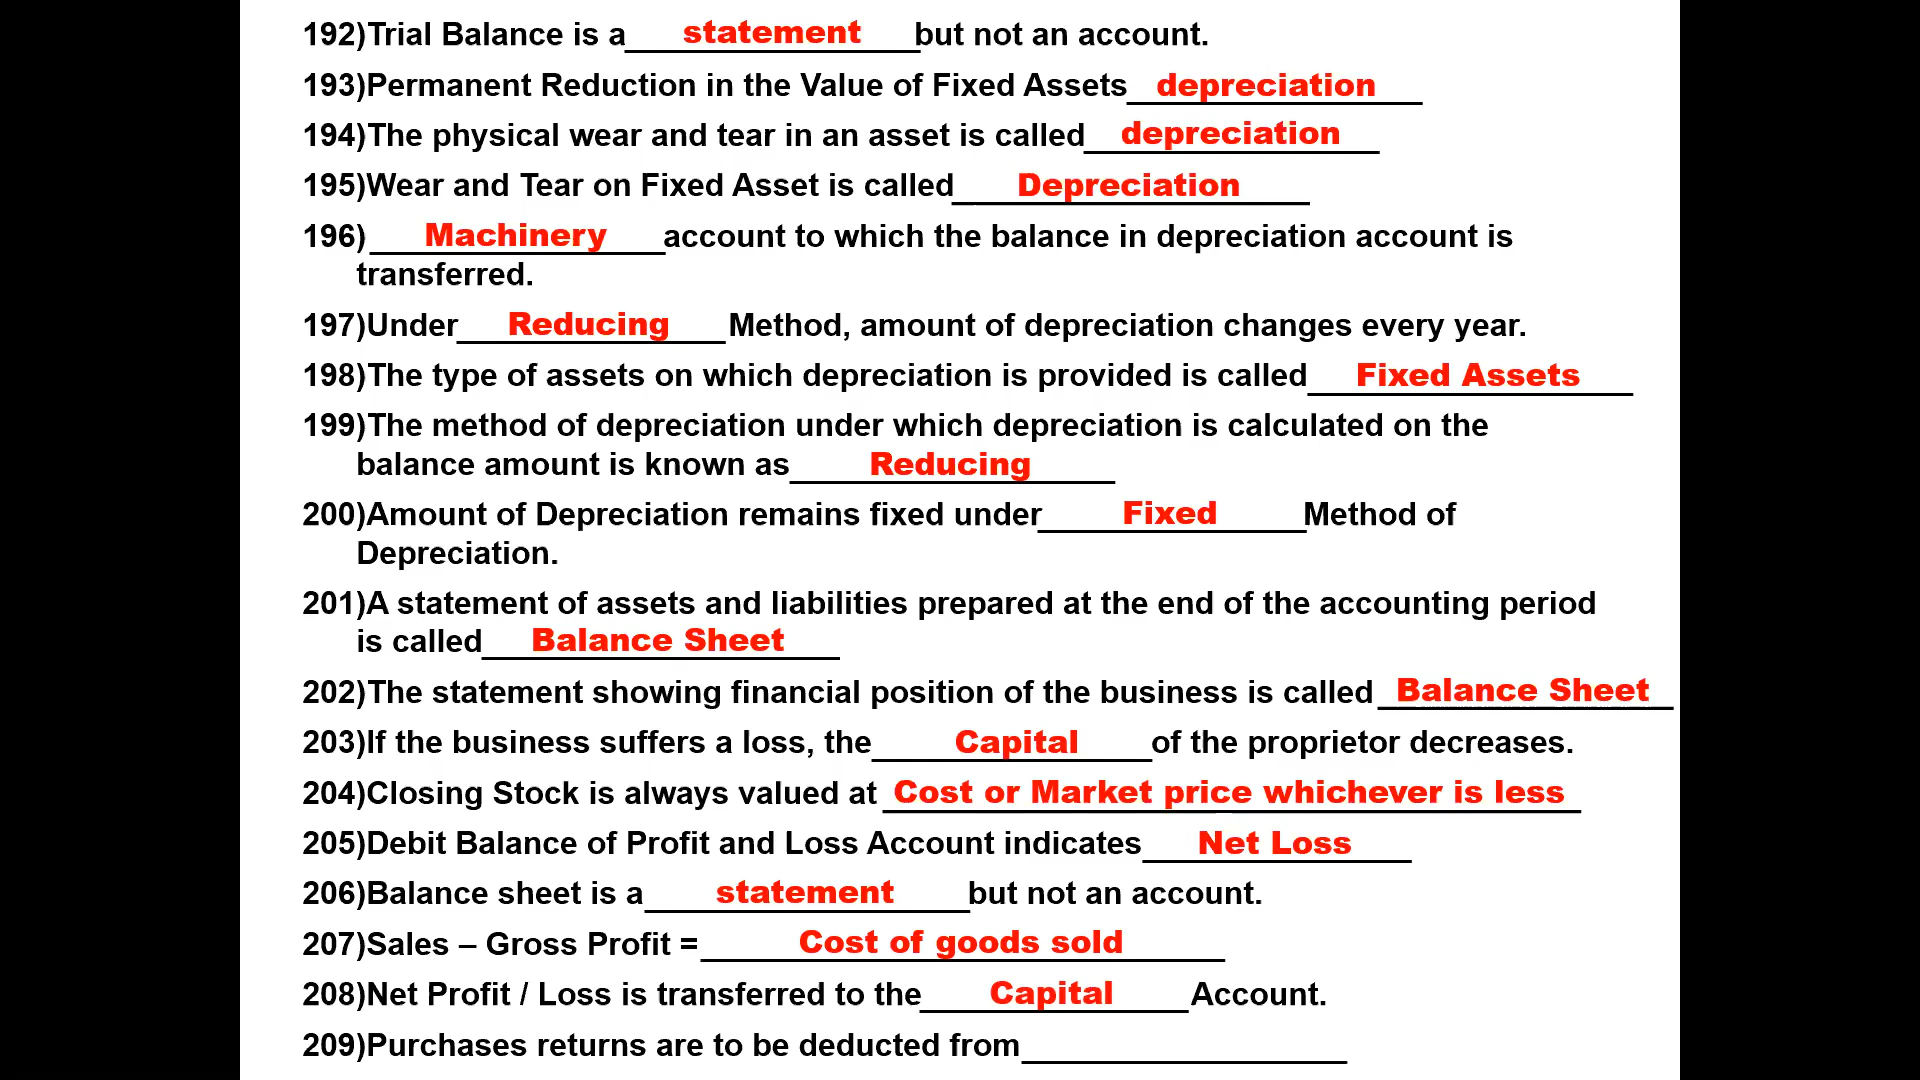 192)Trial Balance is a statement but not an account.
193)Permanent Reduction in the Value of Fixed Assets depreciation
194)The physical wear and tear in an asset is called depreciation
195)Wear and Tear on Fixed Asset is called Depreciation
196) Machinery account to which the balance in depreciation account is
transferred.
197)Under Reducing Method, amount of depreciation changes every year.
198)The type of assets on which depreciation is provided is called Fixed Assets
199)The method of depreciation under which depreciation is calculated on the
balance amount is known as Reducing
200)Amount of Depreciation remains fixed under Fixed Method of
Depreciation.
201)A statement of assets and liabilities prepared at the end of the accounting period
is called Balance Sheet
202)The statement showing financial position of the business is called Balance Sheet
203)If the business suffers a loss, the Capital of the proprietor decreases.
204)Closing Stock is always valued at Cost or Market price whichever is less
205)Debit Balance of Profit and Loss Account indicates Net Loss
206)Balance sheet is a statement but not an account.
207)Sales – Gross Profit = Cost of goods sold
208)Net Profit / Loss is transferred to the Capital Account.
209)Purchases returns are to be deducted from